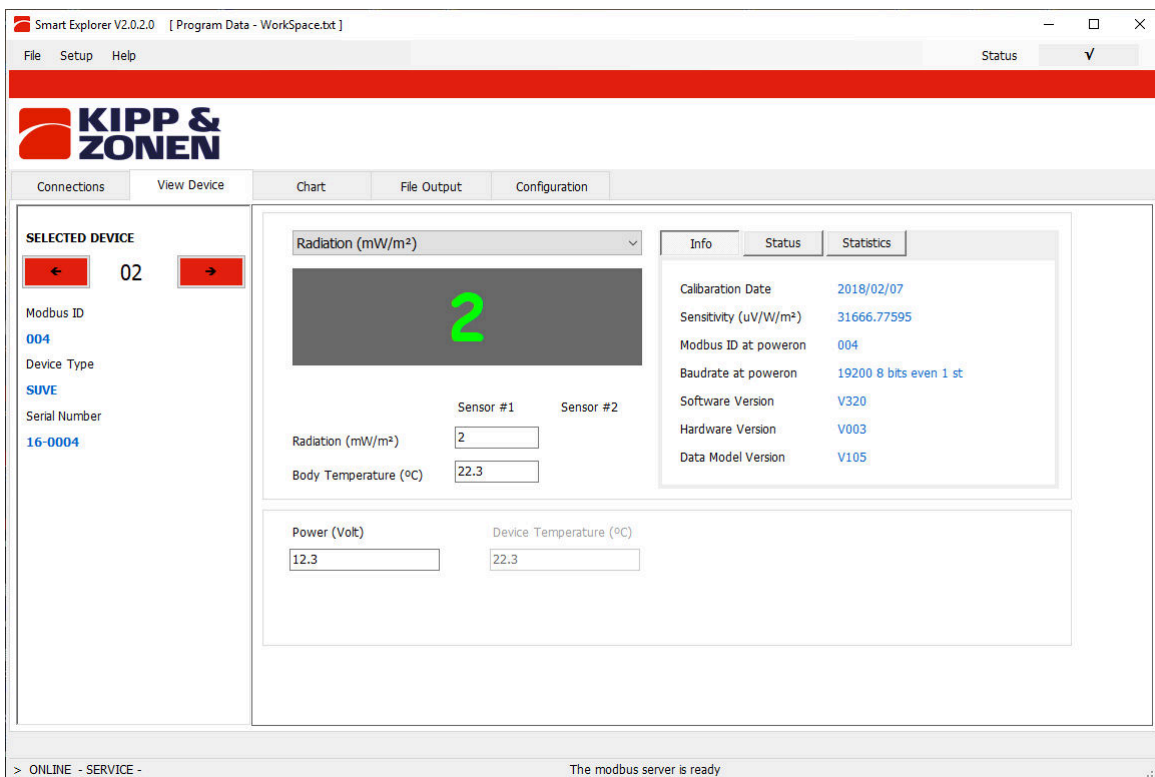 Smart Explorer V2.0.2.0 [ Program Data - WorkSpace.txt ]
File Setup Help Status √
KIPP &
ZONEN
Connections View Device Chart File Output Configuration
SELECTED DEVICE
02
Modbus ID
004
Device Type
SUVE
Serial Number
16-0004
Radiation (mW/m²)
2
Sensor #1 Sensor #2
Radiation (mW/m²) 2
Body Temperature (ºC) 22.3
Info Status Statistics
Calibaration Date 2018/02/07
Sensitivity (uV/W/m²) 31666.77595
Modbus ID at poweron 004
Baudrate at poweron 19200 8 bits even 1 st
Software Version V320
Hardware Version V003
Data Model Version V105
Power (Volt) Device Temperature (ºC)
12.3 22.3
> ONLINE - SERVICE - The modbus server is ready